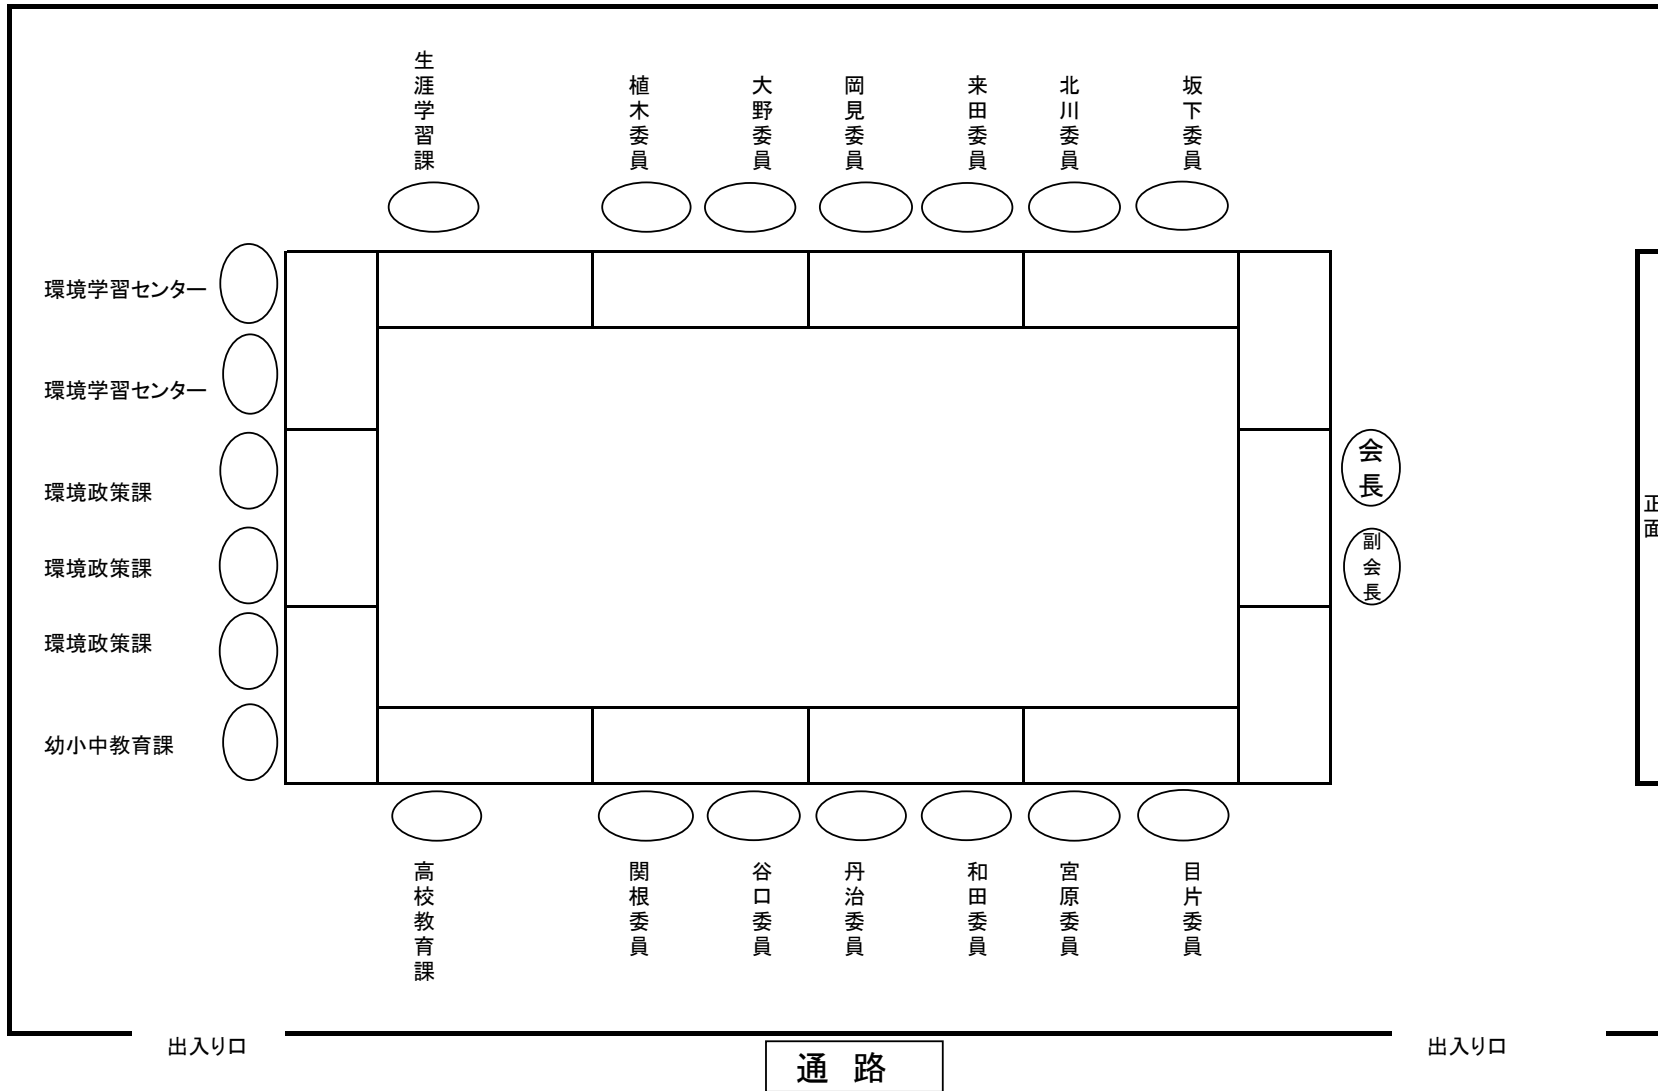 生涯学習課
植木委員
大野委員
岡見委員
来田委員
北川委員
坂下委員
環境学習センター
環境学習センター
環境政策課
環境政策課
環境政策課
幼小中教育課
会長
副会長
正面
高校教育課
関根委員
谷口委員
丹治委員
和田委員
宮原委員
目片委員
出入り口
通路
出入り口